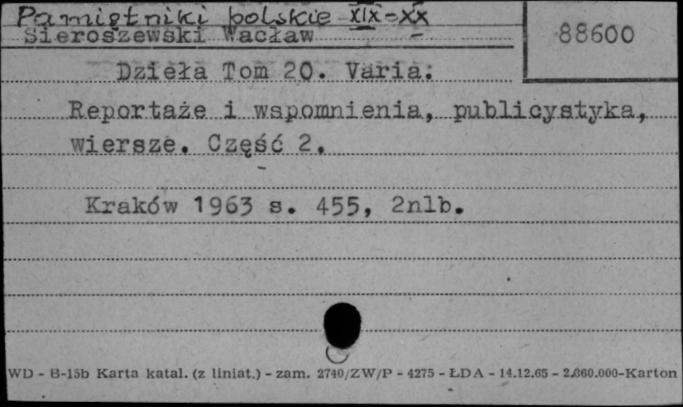 Pamiętniki polskie XIX-XX
Sieroszewski Wacław
88600
Dzieła Tom 20. Varia:
Reportaże i wspomnienia, publicystyka,
wiersze. Część 2.
Kraków 1963 s. 455, 2nlb.
WD - B-15b Karta katal. (z liniat.) - zam. 2740/ZW/P - 4275 - ŁDA - 14.12.65 - 2.860.000-Karton